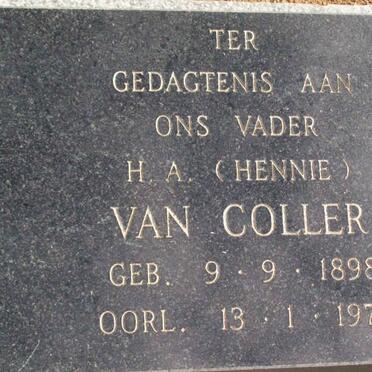 TER
GEDAGTENIS AAN
ONS VADER
H. A. (HENNIE)
VAN COLLER
GEB. 9 · 9 · 1898
OORL. 13 · 1 · 197